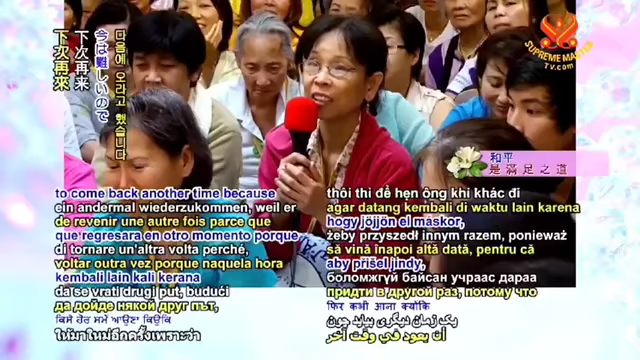 下次再來
下次再来
今は難しいので
다음에 오라고 했습니다
SUPREME MASTER
TV.com
和平
是滿足之道
to come back another time because
ein andermal wiederzukommen, weil er
de revenir une autre fois parce que
que regresara en otro momento porque
di tornare un'altra volta perché,
voltar outra vez porque naquela hora
kembali lain kali kerana
da se vrati drugi put, budući
да дойде някой друг път,
ਕਿਸੇ ਹੋਰ ਸਮੇਂ ਆਉਣਾ ਕਿਉਂਕਿ
ให้มาใหม่อีกครั้งเพราะว่า
thôi thì để hẹn ông khi khác đi
agar datang kembali di waktu lain karena
hogy jöjjön el máskor,
żeby przyszedł innym razem, ponieważ
să vină înapoi altă dată, pentru că
aby přišel jindy,
боломжгүй байсан учраас дараа
придти в другой раз, потому что
फिर कभी आना क्योंकि
یک زمان دیگری بیاید چون
أن يعود في وقت آخر